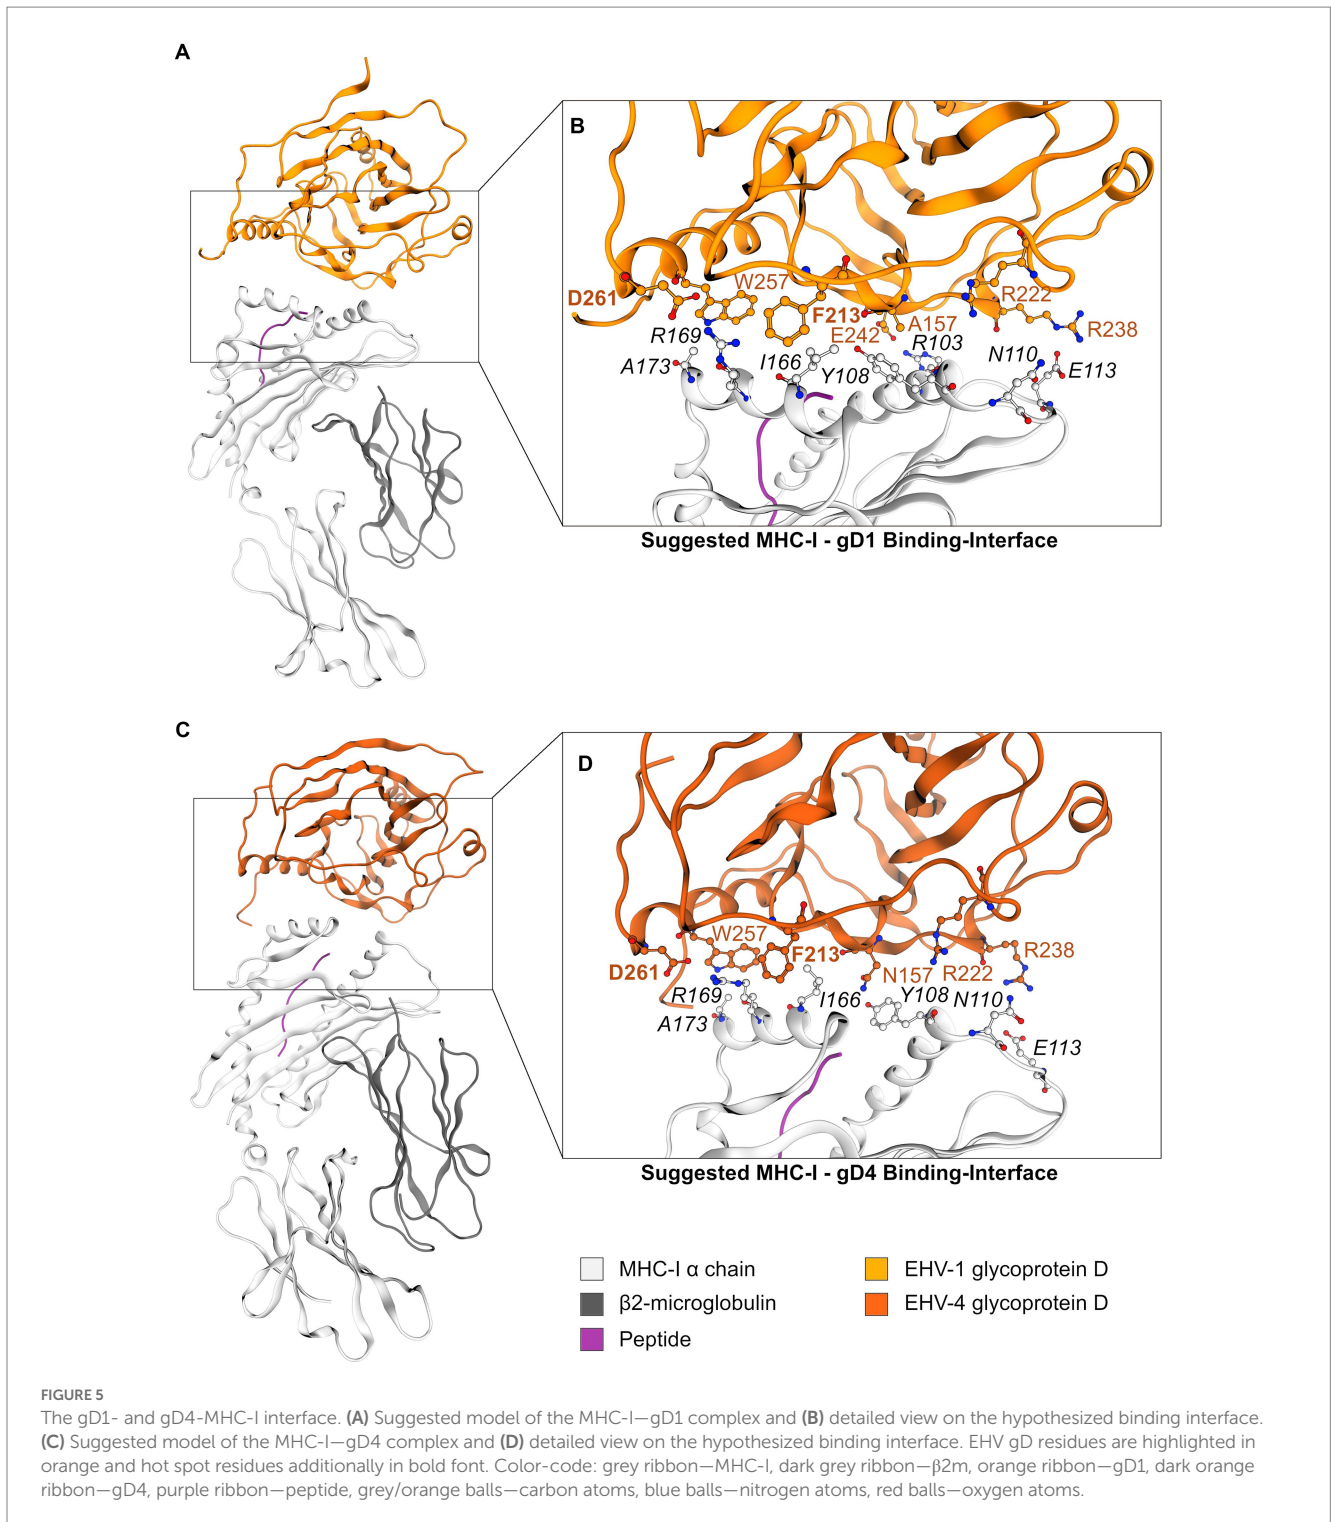 A
B
D261
W257
F213
R222
E242
A157
R238
R169
R103
A173
I166
Y108
N110
E113
Suggested MHC-I - gD1 Binding-Interface
C
D
W257
F213
R238
D261
N157
R222
R169
I166
Y108
N110
A173
E113
Suggested MHC-I - gD4 Binding-Interface
MHC-I α chain
EHV-1 glycoprotein D
β2-microglobulin
EHV-4 glycoprotein D
Peptide
FIGURE 5
The gD1- and gD4-MHC-I interface. (A) Suggested model of the MHC-I—gD1 complex and (B) detailed view on the hypothesized binding interface.
(C) Suggested model of the MHC-I—gD4 complex and (D) detailed view on the hypothesized binding interface. EHV gD residues are highlighted in
orange and hot spot residues additionally in bold font. Color-code: grey ribbon—MHC-I, dark grey ribbon—β2m, orange ribbon—gD1, dark orange
ribbon—gD4, purple ribbon—peptide, grey/orange balls—carbon atoms, blue balls—nitrogen atoms, red balls—oxygen atoms.